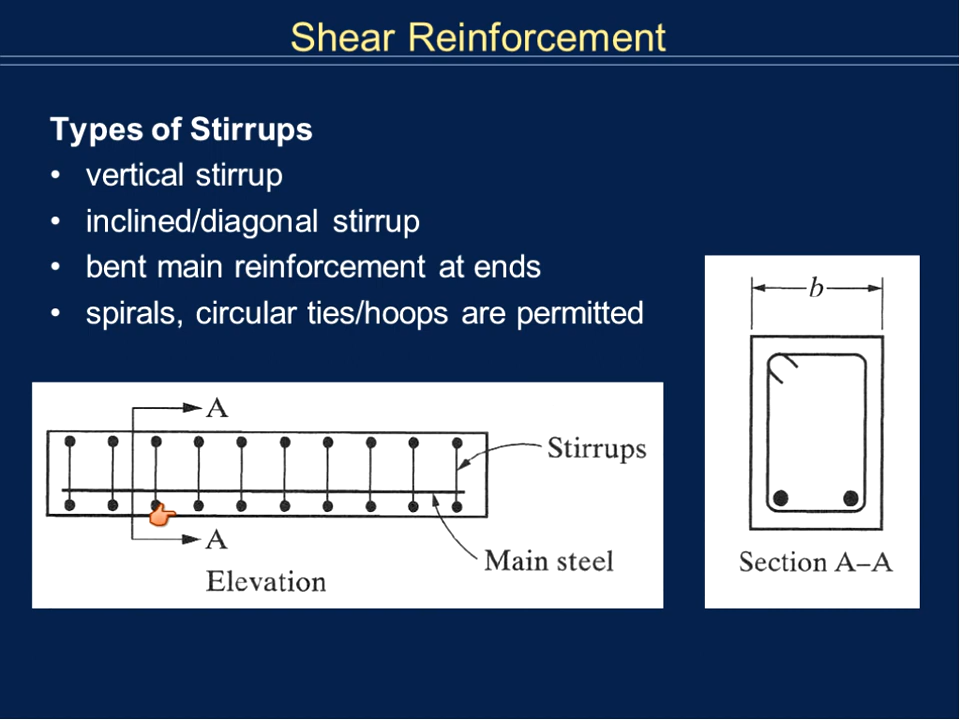 Shear Reinforcement
Types of Stirrups
• vertical stirrup
• inclined/diagonal stirrup
• bent main reinforcement at ends
• spirals, circular ties/hoops are permitted
A
Stirrups
A
Main steel
Elevation
b
Section A–A